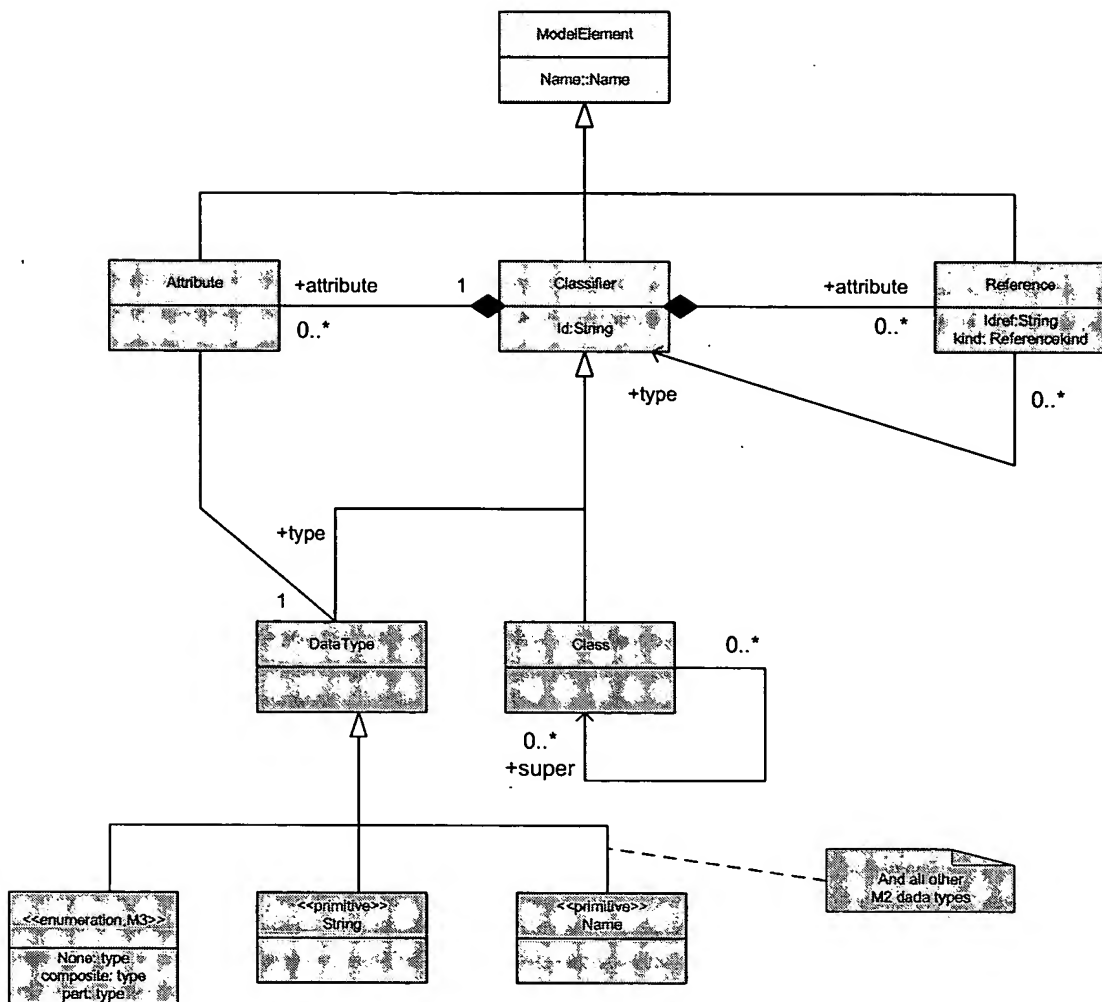 ModelElement
Name::Name
Attribute
+attribute
0..*
1
Classifier
Id:String
+attribute
0..*
Reference
Idref:String
kind: Referencekind
0..*
+type
+type
1
DataType
Class
0..*
0..*
+super
<<enumeration,M3>>
None: type
composite: type
part: type
<<primitive>>
String
<<primitive>>
Name
And all other
M2 dada types